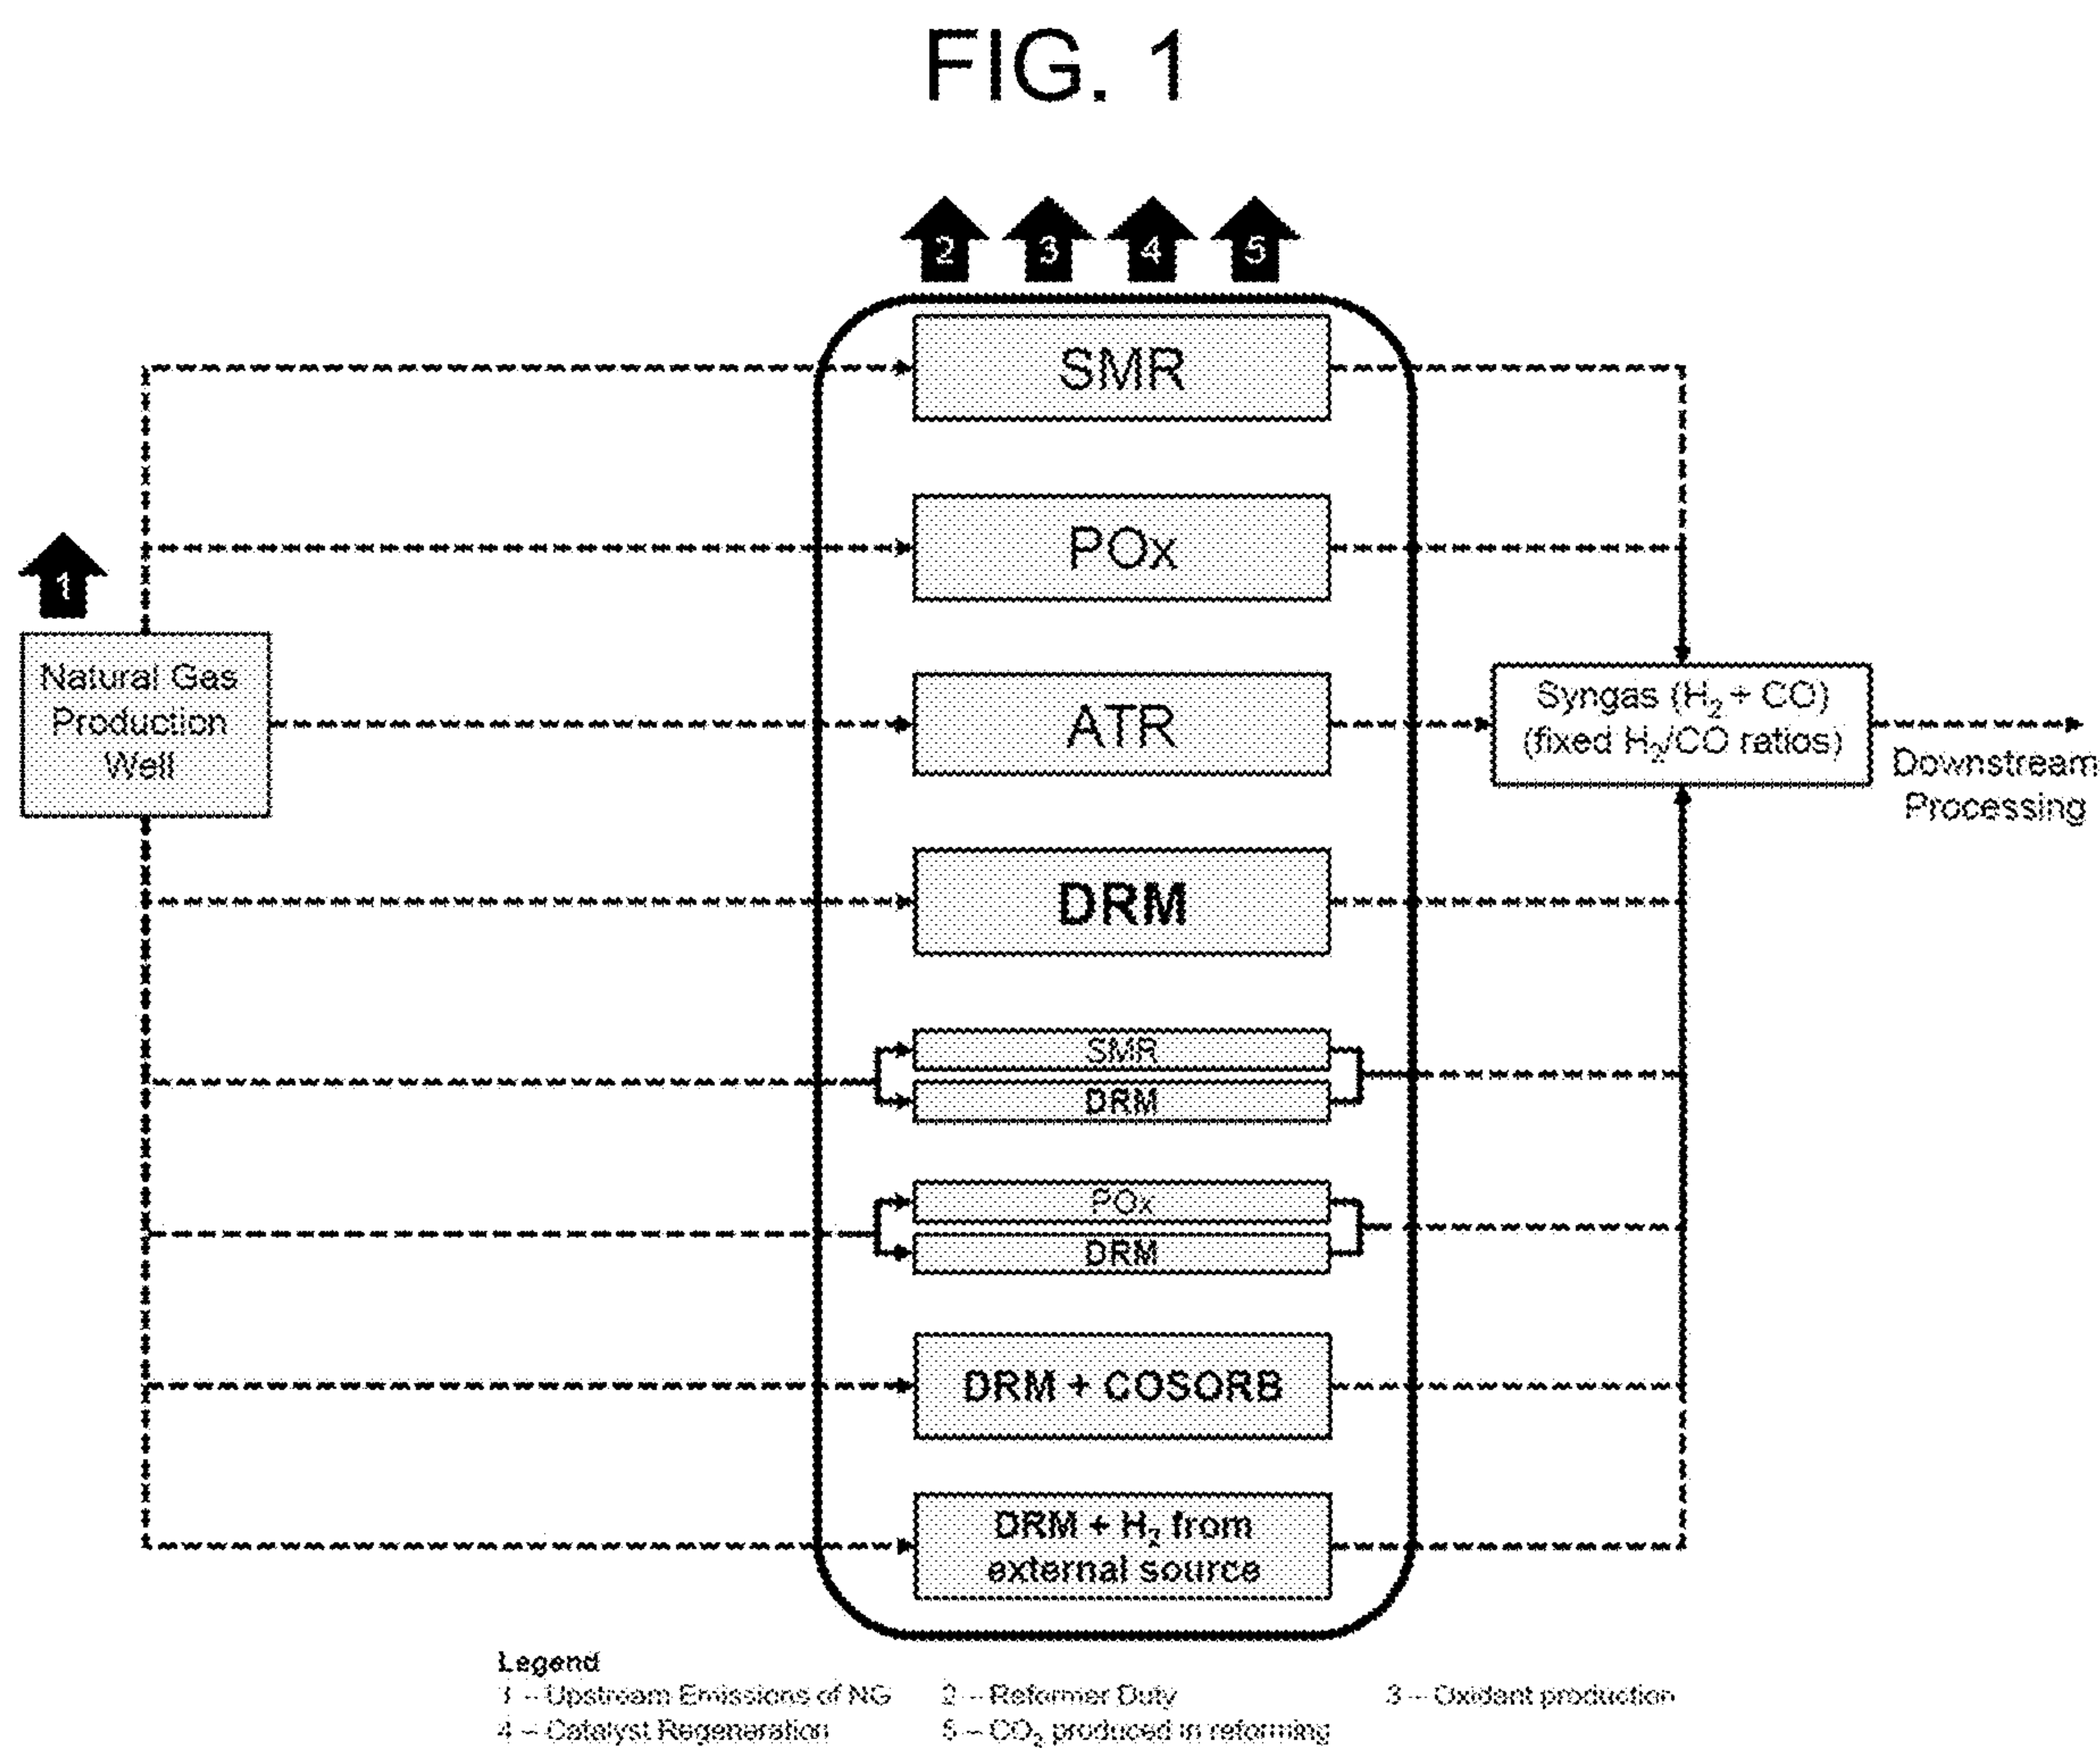 FIG. 1
2 3 4 5
SMR
POx
1
Natural Gas
Production
Well
ATR
Syngas (H₂ + CO)
(fixed H₂/CO ratios)
Downstream
Processing
DRM
SMR
DRM
POx
DRM
DRM + COSORB
DRM + H₂ from
external source
Legend
1 – Upstream Emissions of NG 2 – Reformer Duty 3 – Oxidant production
4 – Catalyst Regeneration 5 – CO₂ produced in reforming